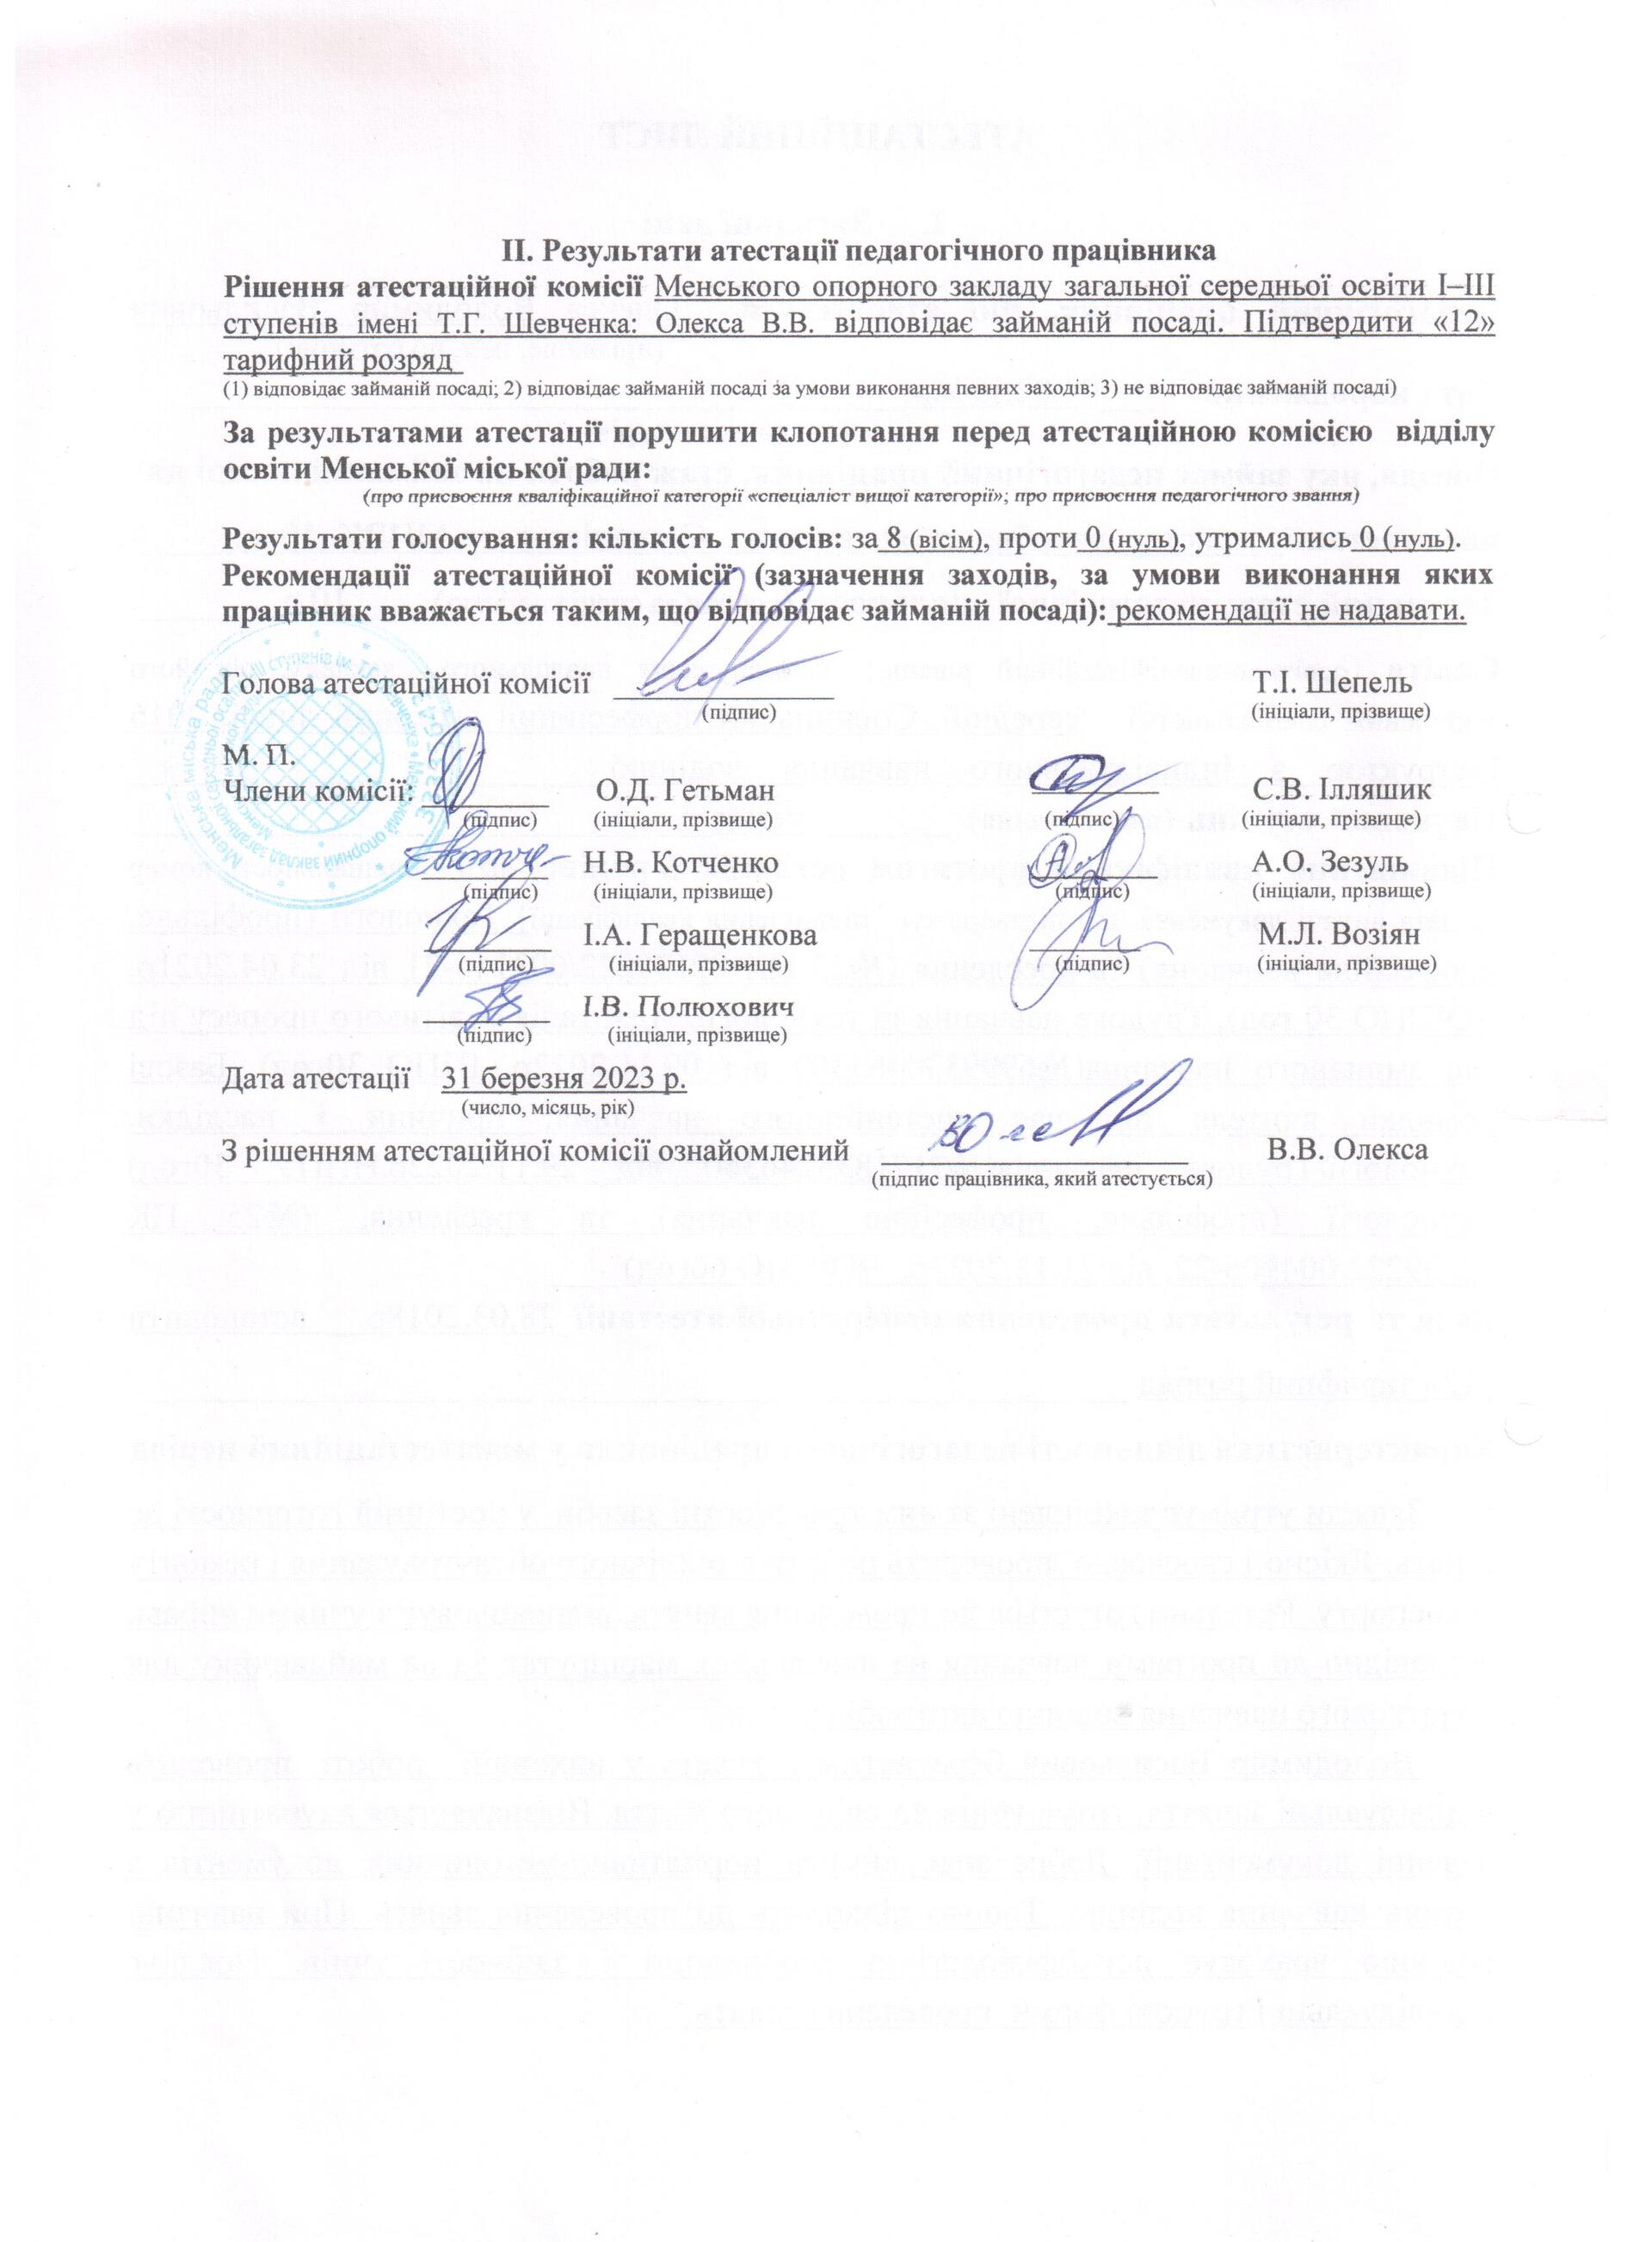 ІІ. Результати атестації педагогічного працівника
Рішення атестаційної комісії Менського опорного закладу загальної середньої освіти І–ІІІ
ступенів імені Т.Г. Шевченка: Олекса В.В. відповідає займаній посаді. Підтвердити «12»
тарифний розряд
(1) відповідає займаній посаді; 2) відповідає займаній посаді за умови виконання певних заходів; 3) не відповідає займаній посаді)
За результатами атестації порушити клопотання перед атестаційною комісією відділу
освіти Менської міської ради:
(про присвоєння кваліфікаційної категорії «спеціаліст вищої категорії»; про присвоєння педагогічного звання)
Результати голосування: кількість голосів: за 8 (вісім), проти 0 (нуль), утримались 0 (нуль).
Рекомендації атестаційної комісії (зазначення заходів, за умови виконання яких
працівник вважається таким, що відповідає займаній посаді): рекомендації не надавати.
Голова атестаційної комісії Т.І. Шепель
(підпис) (ініціали, прізвище)
М. П.
Члени комісії: О.Д. Гетьман С.В. Ілляшик
(підпис) (ініціали, прізвище) (підпис) (ініціали, прізвище)
Н.В. Котченко А.О. Зезуль
(підпис) (ініціали, прізвище) (підпис) (ініціали, прізвище)
І.А. Геращенкова М.Л. Возіян
(підпис) (ініціали, прізвище) (підпис) (ініціали, прізвище)
І.В. Полюхович
(підпис) (ініціали, прізвище)
Дата атестації 31 березня 2023 р.
(число, місяць, рік)
З рішенням атестаційної комісії ознайомлений В.В. Олекса
(підпис працівника, який атестується)